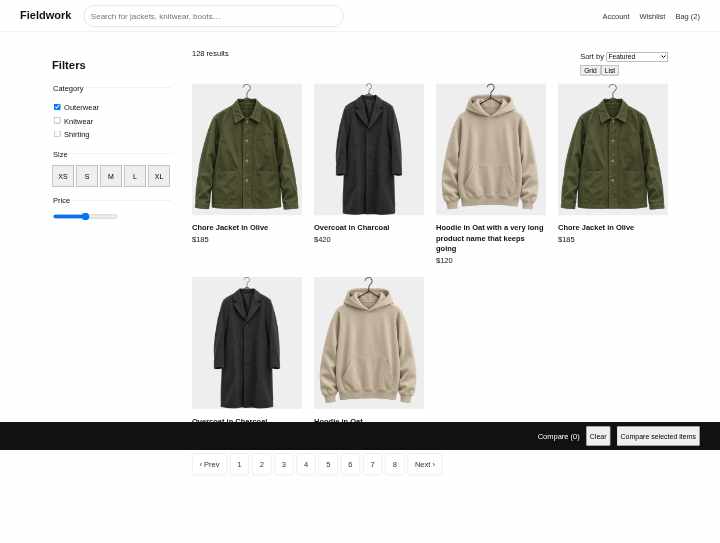 Fieldwork
Search for jackets, knitwear, boots…
Account Wishlist Bag (2)
Filters
Category
Outerwear
Knitwear
Shirting
Size
XS S M L XL
Price
128 results
Sort by Featured
Grid List
Chore Jacket in Olive
$185
Overcoat in Charcoal
$420
Hoodie in Oat with a very long
product name that keeps
going
$120
Chore Jacket in Olive
$185
Overcoat in Charcoal
Hoodie in Oat
Compare (0) Clear Compare selected items
‹ Prev 1 2 3 4 5 6 7 8 Next ›